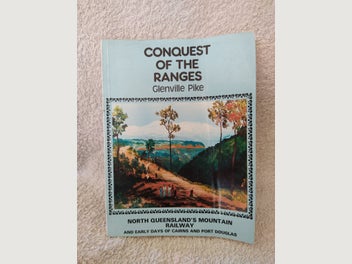 CONQUEST
OF THE
RANGES
Glenville Pike
NORTH QUEENSLAND'S MOUNTAIN
RAILWAY
AND EARLY DAYS OF CAIRNS AND PORT DOUGLAS